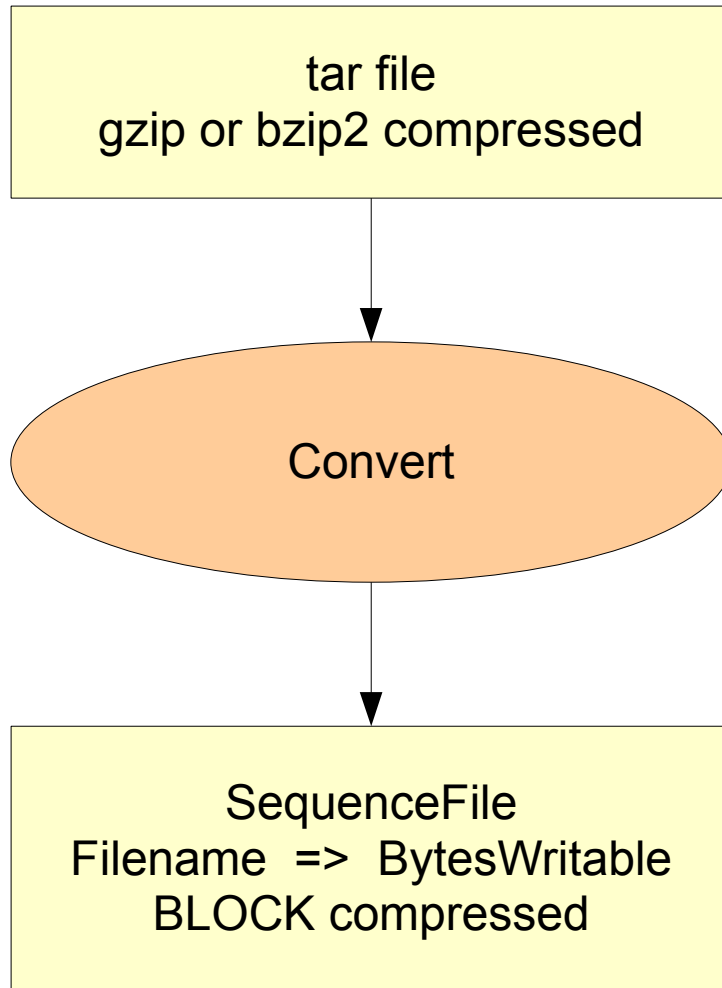 tar file
gzip or bzip2 compressed
Convert
SequenceFile
Filename => BytesWritable
BLOCK compressed